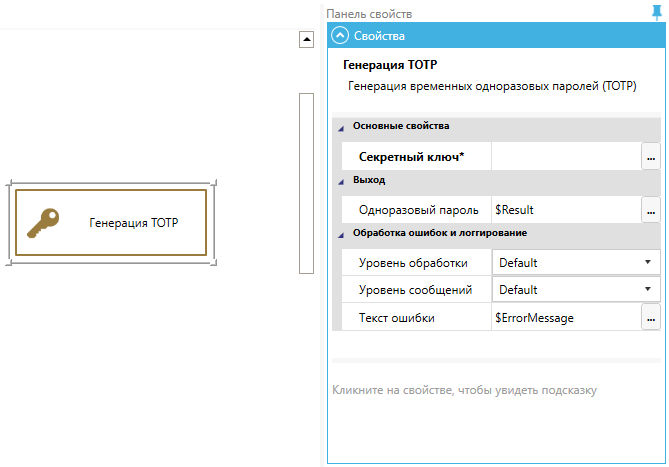 Панель свойств
Свойства
Генерация TOTP
Генерация временных одноразовых паролей (TOTP)
Основные свойства
Секретный ключ* ...
Выход
Одноразовый пароль $Result ...
Обработка ошибок и логгирование
Уровень обработки Default
Уровень сообщений Default
Текст ошибки $ErrorMessage ...
Кликните на свойстве, чтобы увидеть подсказку
Генерация TOTP